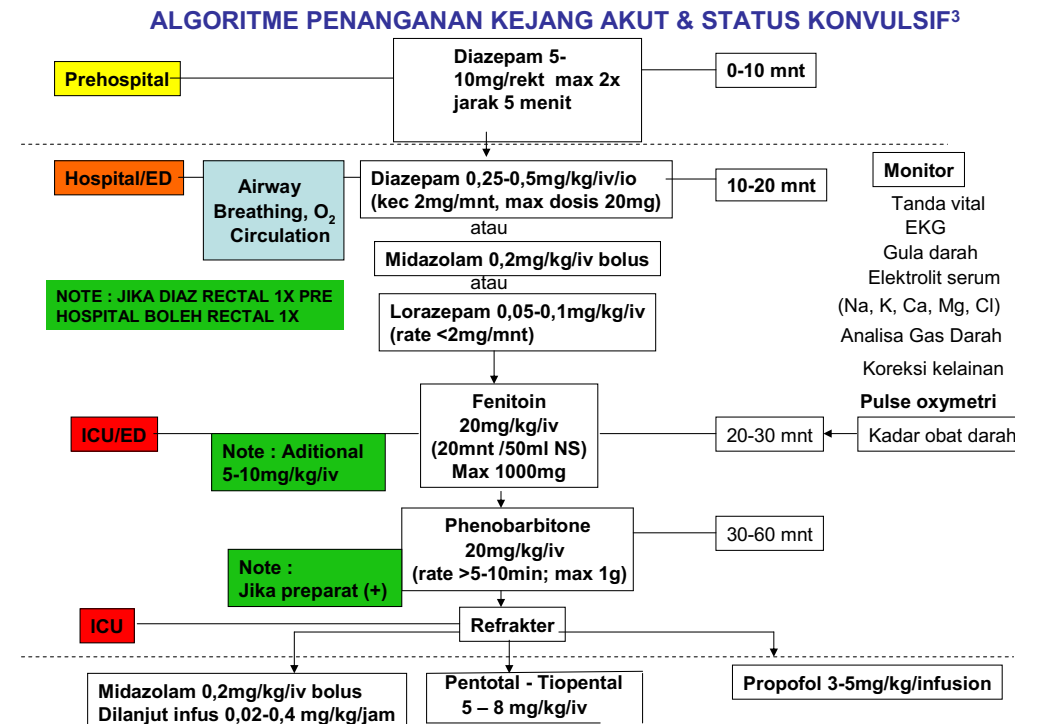 ALGORITME PENANGANAN KEJANG AKUT & STATUS KONVULSIF³
Prehospital
Diazepam 5-
10mg/rekt max 2x
jarak 5 menit
0-10 mnt
Hospital/ED
Airway
Breathing, O₂
Circulation
Diazepam 0,25-0,5mg/kg/iv/io
(kec 2mg/mnt, max dosis 20mg)
10-20 mnt
atau
Midazolam 0,2mg/kg/iv bolus
atau
Lorazepam 0,05-0,1mg/kg/iv
(rate <2mg/mnt)
NOTE : JIKA DIAZ RECTAL 1X PRE
HOSPITAL BOLEH RECTAL 1X
Monitor
Tanda vital
EKG
Gula darah
Elektrolit serum
(Na, K, Ca, Mg, Cl)
Analisa Gas Darah
Koreksi kelainan
Pulse oxymetri
Kadar obat darah
ICU/ED
Note : Aditional
5-10mg/kg/iv
Fenitoin
20mg/kg/iv
(20mnt /50ml NS)
Max 1000mg
20-30 mnt
Phenobarbitone
20mg/kg/iv
(rate >5-10min; max 1g)
30-60 mnt
Note :
Jika preparat (+)
ICU
Refrakter
Midazolam 0,2mg/kg/iv bolus
Dilanjut infus 0,02-0,4 mg/kg/jam
Pentotal - Tiopental
5 – 8 mg/kg/iv
Propofol 3-5mg/kg/infusion